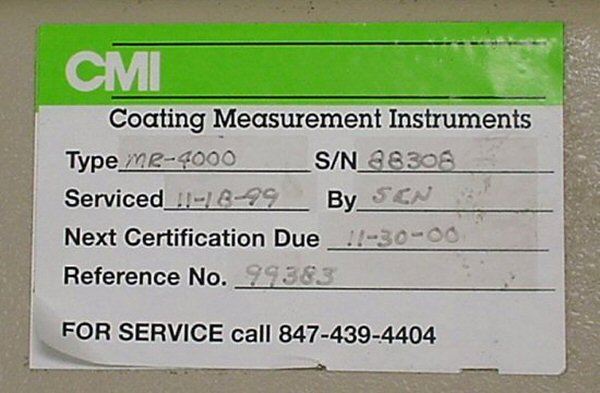 CMI
Coating Measurement Instruments
Type MR-4000 S/N 88308
Serviced 11-18-99 By SEN
Next Certification Due 11-30-00
Reference No. 99383
FOR SERVICE call 847-439-4404